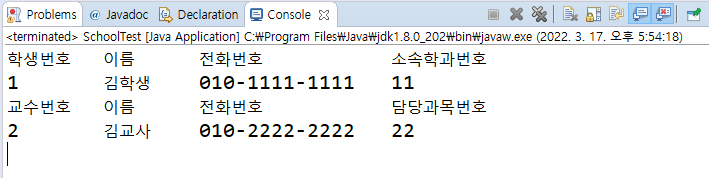 Problems @ Javadoc Declaration Console
<terminated> SchoolTest [Java Application] C:₩Program Files₩Java₩jdk1.8.0_202₩bin₩javaw.exe (2022. 3. 17. 오후 5:54:18)
학생번호 이름 전화번호 소속학과번호
1 김학생 010-1111-1111 11
교수번호 이름 전화번호 담당과목번호
2 김교사 010-2222-2222 22